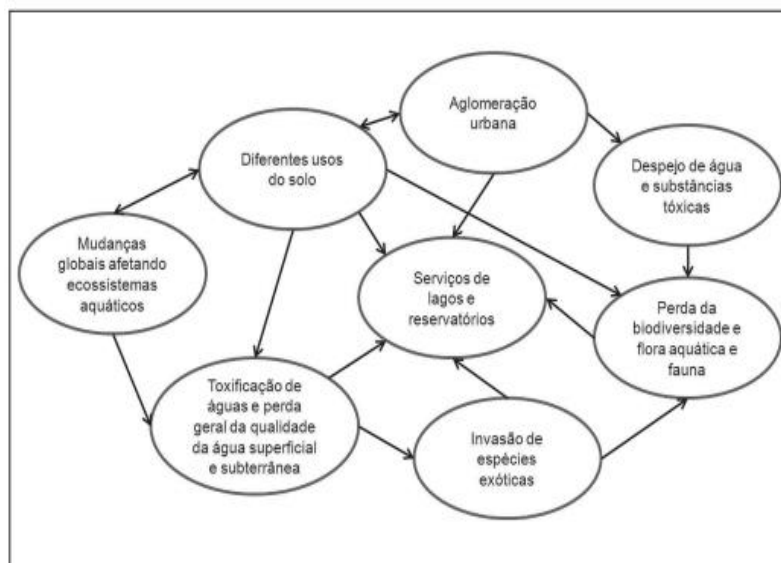 Aglomeração
urbana
Diferentes usos
do solo
Despejo de água
e substâncias
tóxicas
Mudanças
globais afetando
ecossistemas
aquáticos
Serviços de
lagos e
reservatórios
Perda da
biodiversidade e
flora aquática e
fauna
Toxificação de
águas e perda
geral da qualidade
da água superficial
e subterrânea
Invasão de
espécies
exóticas